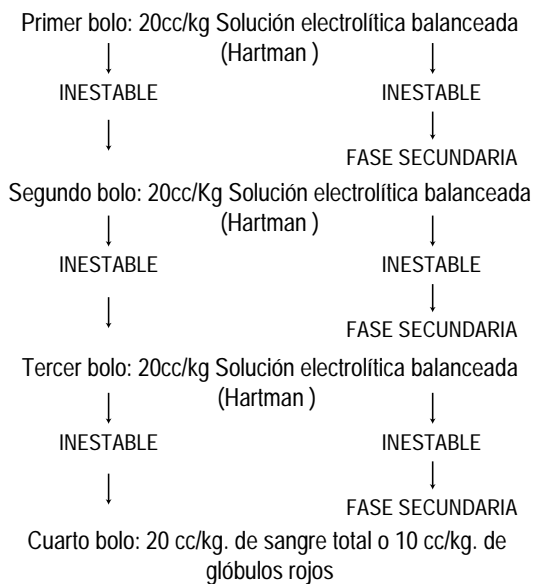 Primer bolo: 20cc/kg Solución electrolítica balanceada
(Hartman )
INESTABLE INESTABLE
FASE SECUNDARIA
Segundo bolo: 20cc/Kg Solución electrolítica balanceada
(Hartman )
INESTABLE INESTABLE
FASE SECUNDARIA
Tercer bolo: 20cc/kg Solución electrolítica balanceada
(Hartman )
INESTABLE INESTABLE
FASE SECUNDARIA
Cuarto bolo: 20 cc/kg. de sangre total o 10 cc/kg. de
glóbulos rojos